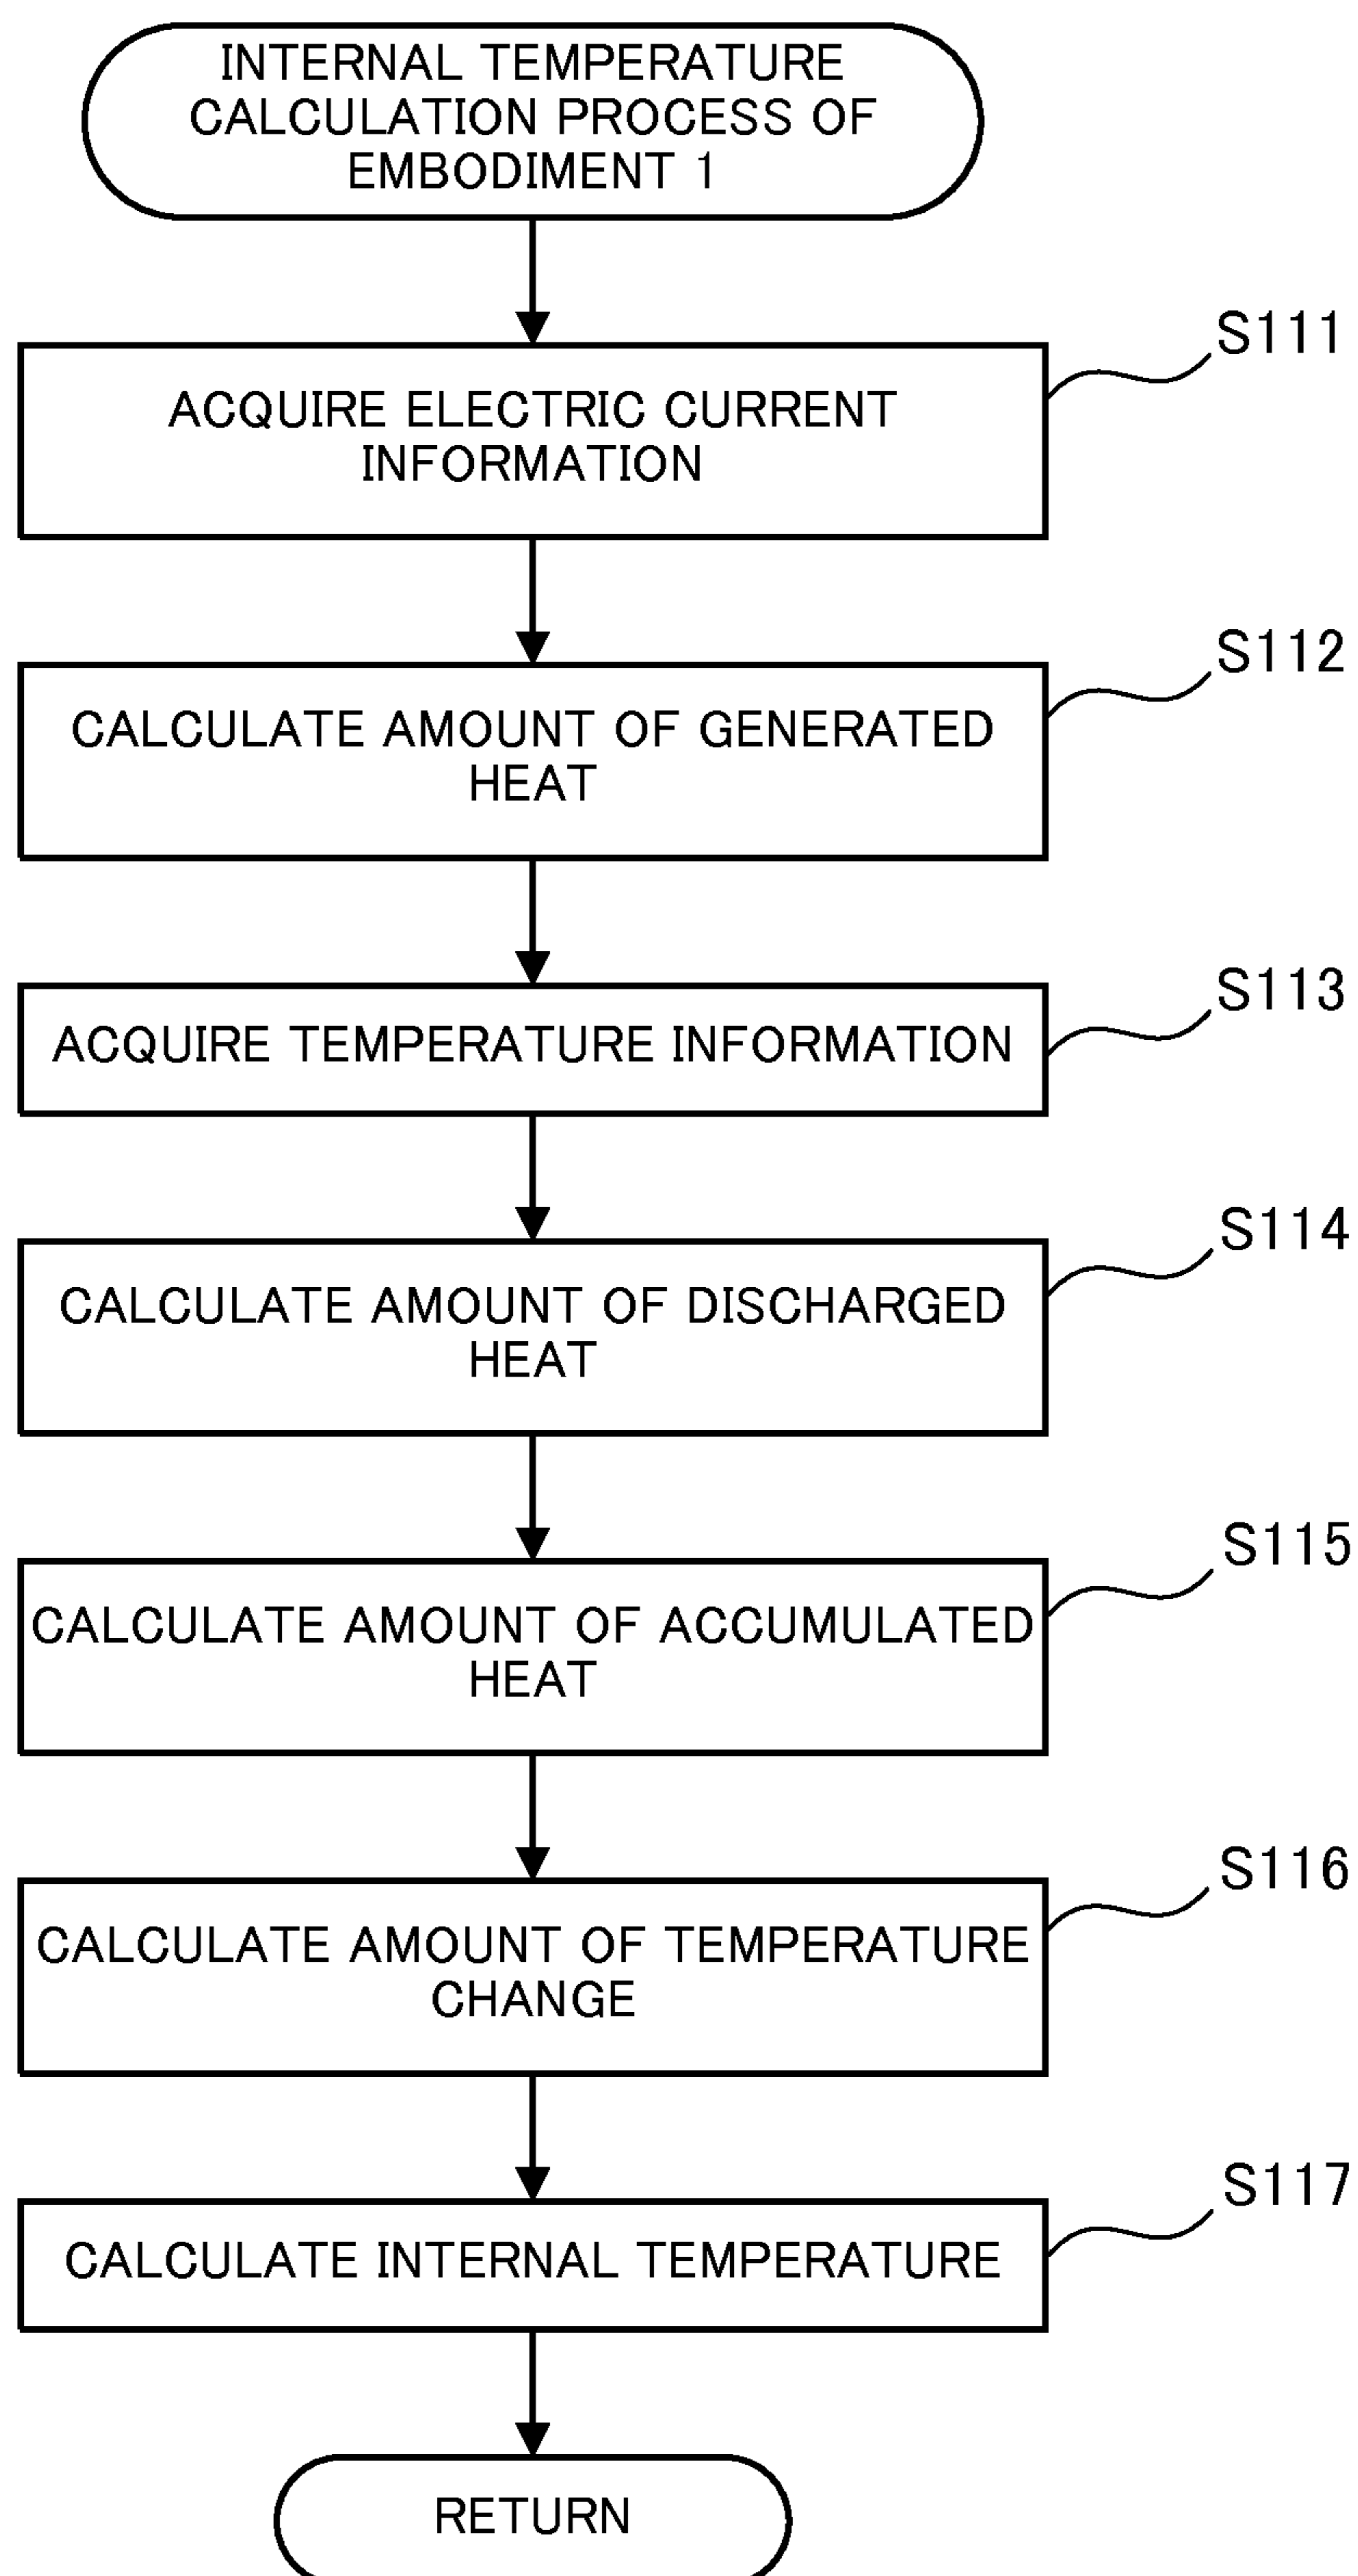 INTERNAL TEMPERATURE
CALCULATION PROCESS OF
EMBODIMENT 1
S111
ACQUIRE ELECTRIC CURRENT
INFORMATION
S112
CALCULATE AMOUNT OF GENERATED
HEAT
S113
ACQUIRE TEMPERATURE INFORMATION
S114
CALCULATE AMOUNT OF DISCHARGED
HEAT
S115
CALCULATE AMOUNT OF ACCUMULATED
HEAT
S116
CALCULATE AMOUNT OF TEMPERATURE
CHANGE
S117
CALCULATE INTERNAL TEMPERATURE
RETURN